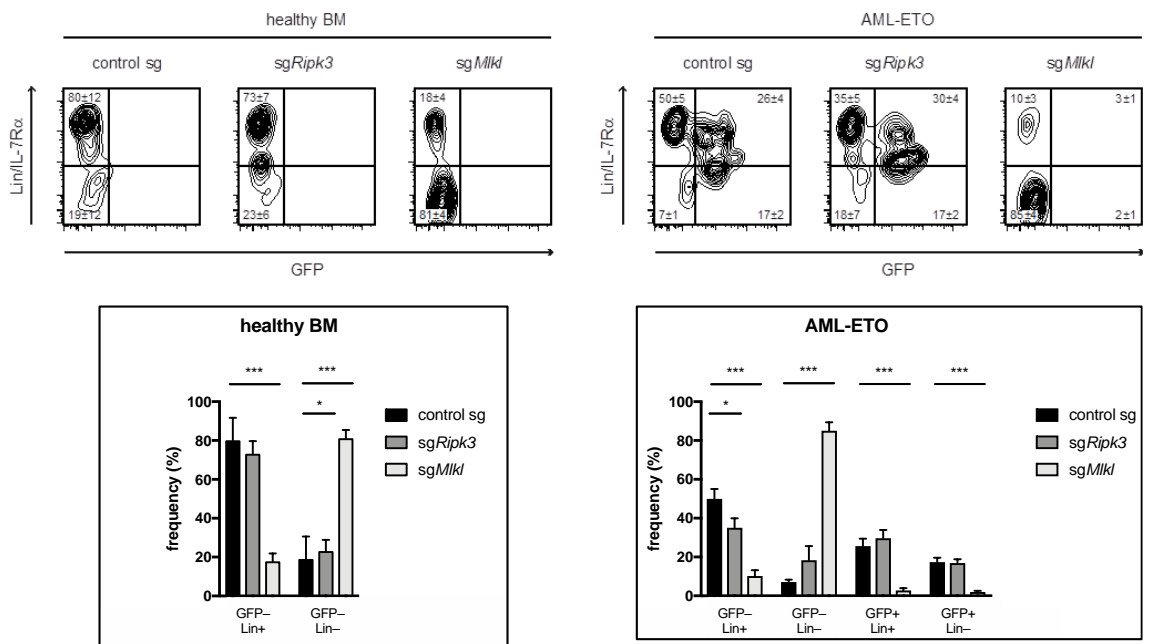 healthy BM
control sg
sgRipk3
sgMlkl
Lin/IL-7Rα
80±12
19±12
73±7
23±6
18±4
81±4
GFP
AML-ETO
control sg
sgRipk3
sgMlkl
Lin/IL-7Rα
50±5
26±4
7±1
17±2
35±5
30±4
18±7
17±2
10±3
3±1
85±4
2±1
GFP
healthy BM
*** ***
*
frequency (%)
100
80
60
40
20
0
GFP– GFP–
Lin+ Lin–
control sg
sgRipk3
sgMlkl
AML-ETO
*** *** *** ***
*
frequency (%)
100
80
60
40
20
0
GFP– GFP– GFP+ GFP+
Lin+ Lin– Lin+ Lin–
control sg
sgRipk3
sgMlkl